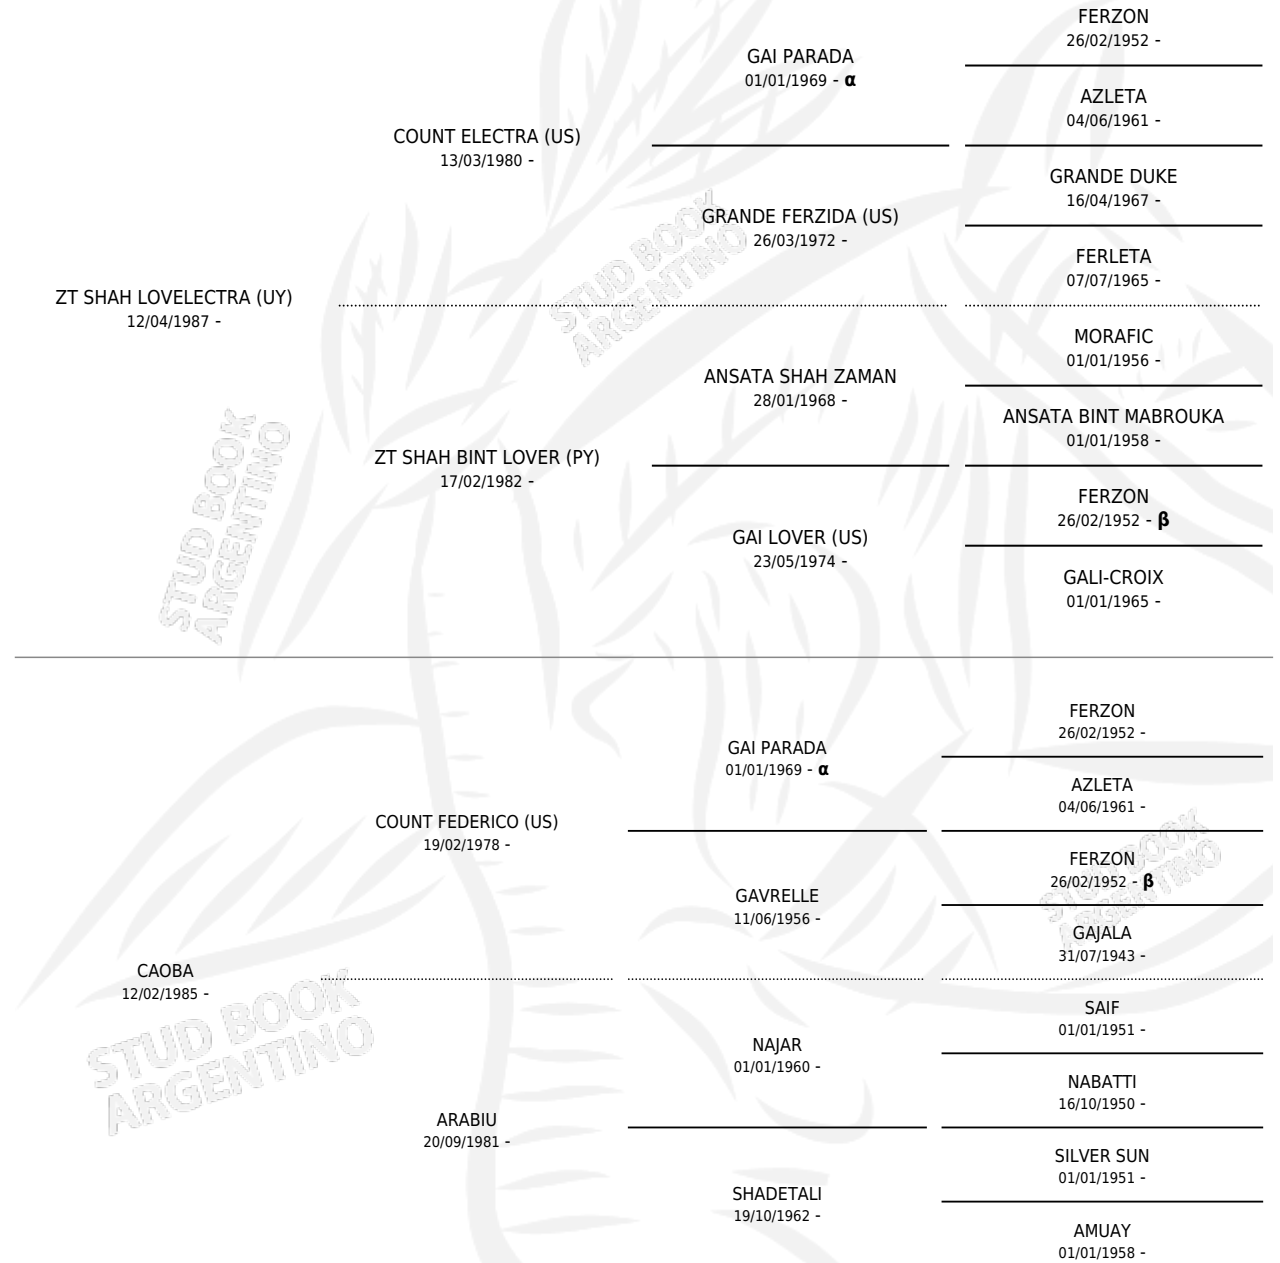 FERZON
26/02/1952 -
GAI PARADA
01/01/1969 - α
AZLETA
04/06/1961 -
COUNT ELECTRA (US)
13/03/1980 -
GRANDE DUKE
16/04/1967 -
GRANDE FERZIDA (US)
26/03/1972 -
FERLETA
07/07/1965 -
ZT SHAH LOVELECTRA (UY)
12/04/1987 -
MORAFIC
01/01/1956 -
ANSATA SHAH ZAMAN
28/01/1968 -
ANSATA BINT MABROUKA
01/01/1958 -
ZT SHAH BINT LOVER (PY)
17/02/1982 -
FERZON
26/02/1952 - β
GAI LOVER (US)
23/05/1974 -
GALI-CROIX
01/01/1965 -
STUD BOOK
ARGENTINO
STUD BOOK
ARGENTINO
FERZON
26/02/1952 -
GAI PARADA
01/01/1969 - α
AZLETA
04/06/1961 -
COUNT FEDERICO (US)
19/02/1978 -
FERZON
26/02/1952 - β
GAVRELLE
11/06/1956 -
GAJALA
31/07/1943 -
CAOBA
12/02/1985 -
SAIF
01/01/1951 -
NAJAR
01/01/1960 -
NABATTI
16/10/1950 -
ARABIU
20/09/1981 -
SILVER SUN
01/01/1951 -
SHADETALI
19/10/1962 -
AMUAY
01/01/1958 -
STUD BOOK
ARGENTINO
STUD BOOK
ARGENTINO